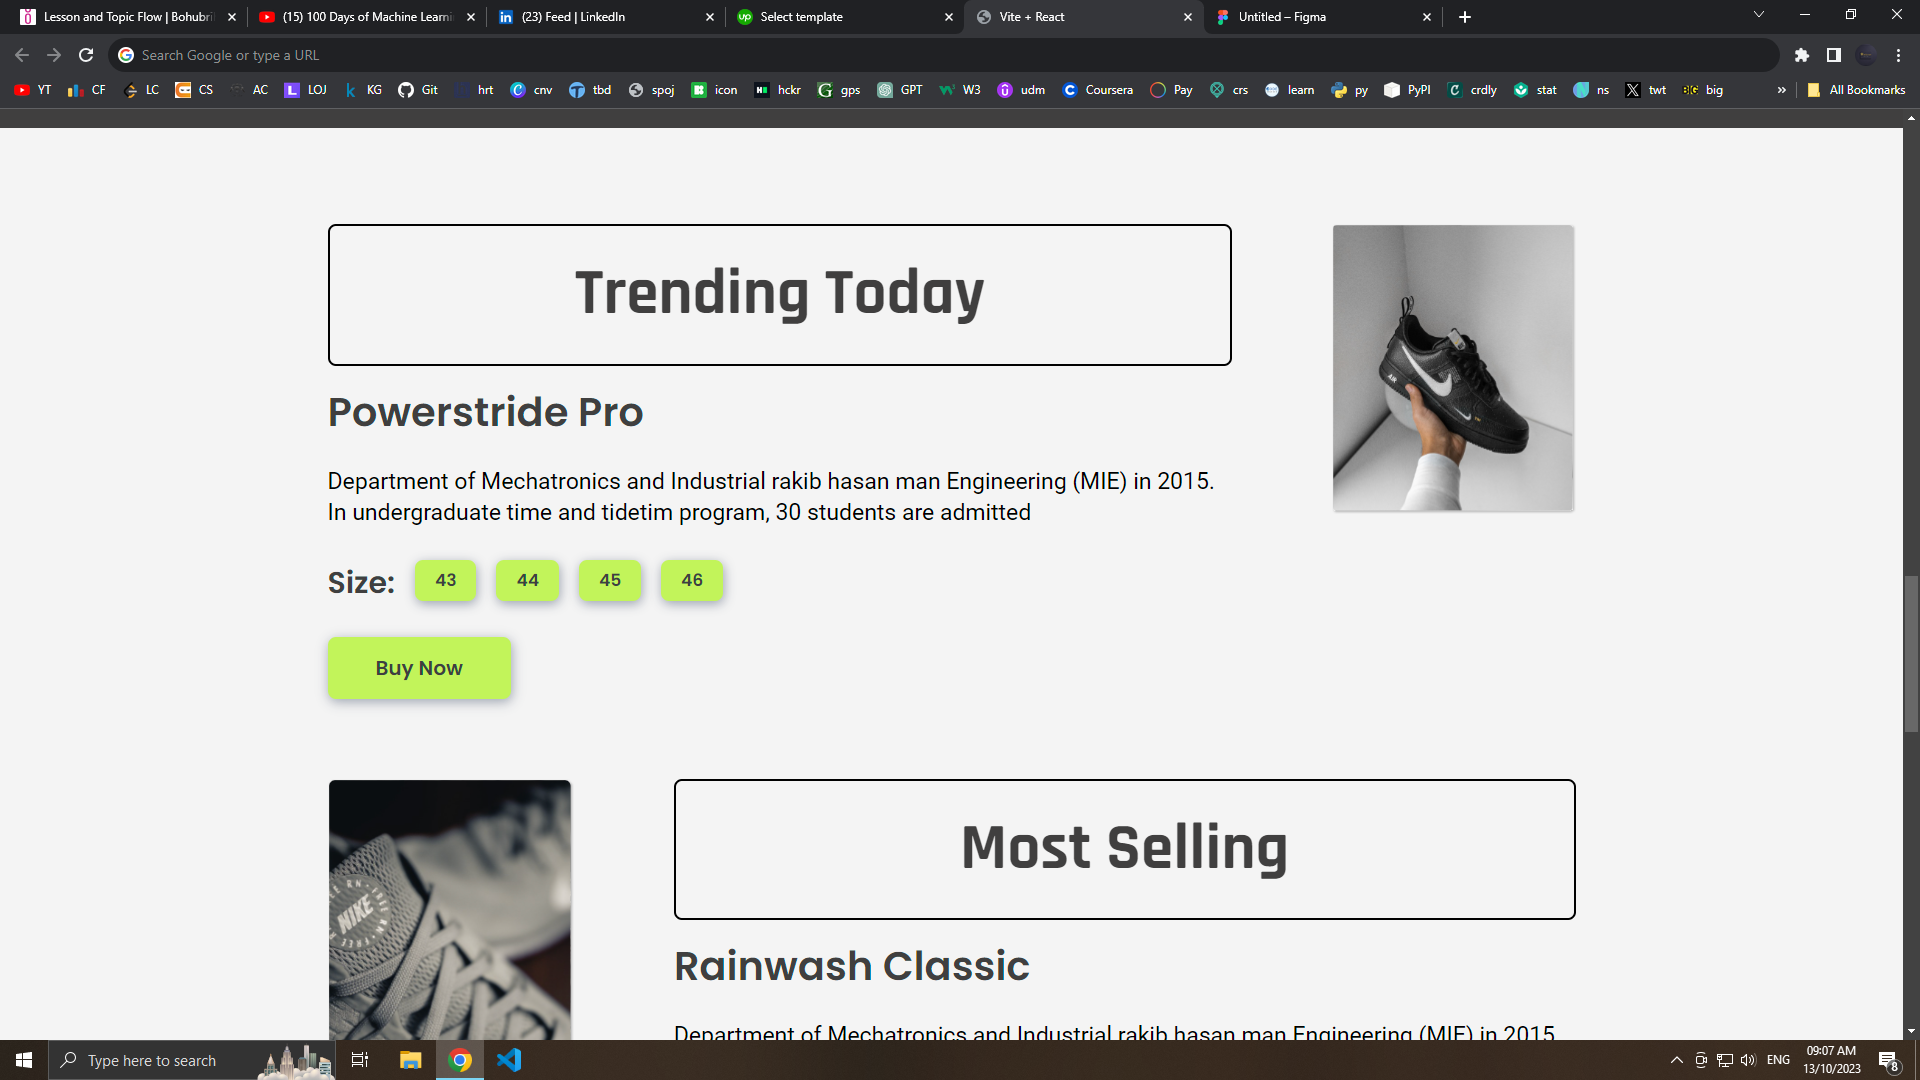 Lesson and Topic Flow | Bohubri
(15) 100 Days of Machine Learni
(23) Feed | LinkedIn
Select template
Vite + React
Untitled – Figma
Search Google or type a URL
YT
CF
LC
CS
AC
LOJ
KG
Git
hrt
cnv
tbd
spoj
icon
hckr
gps
GPT
W3
udm
Coursera
Pay
crs
learn
py
PyPI
crdly
stat
ns
twt
big
All Bookmarks
Trending Today
AIR
Powerstride Pro
Department of Mechatronics and Industrial rakib hasan man Engineering (MIE) in 2015.
In undergraduate time and tidetim program, 30 students are admitted
Size: 43 44 45 46
Buy Now
NIKE
Most Selling
Rainwash Classic
Department of Mechatronics and Industrial rakib hasan man Engineering (MIE) in 2015
Type here to search
ENG
09:07 AM
13/10/2023
8